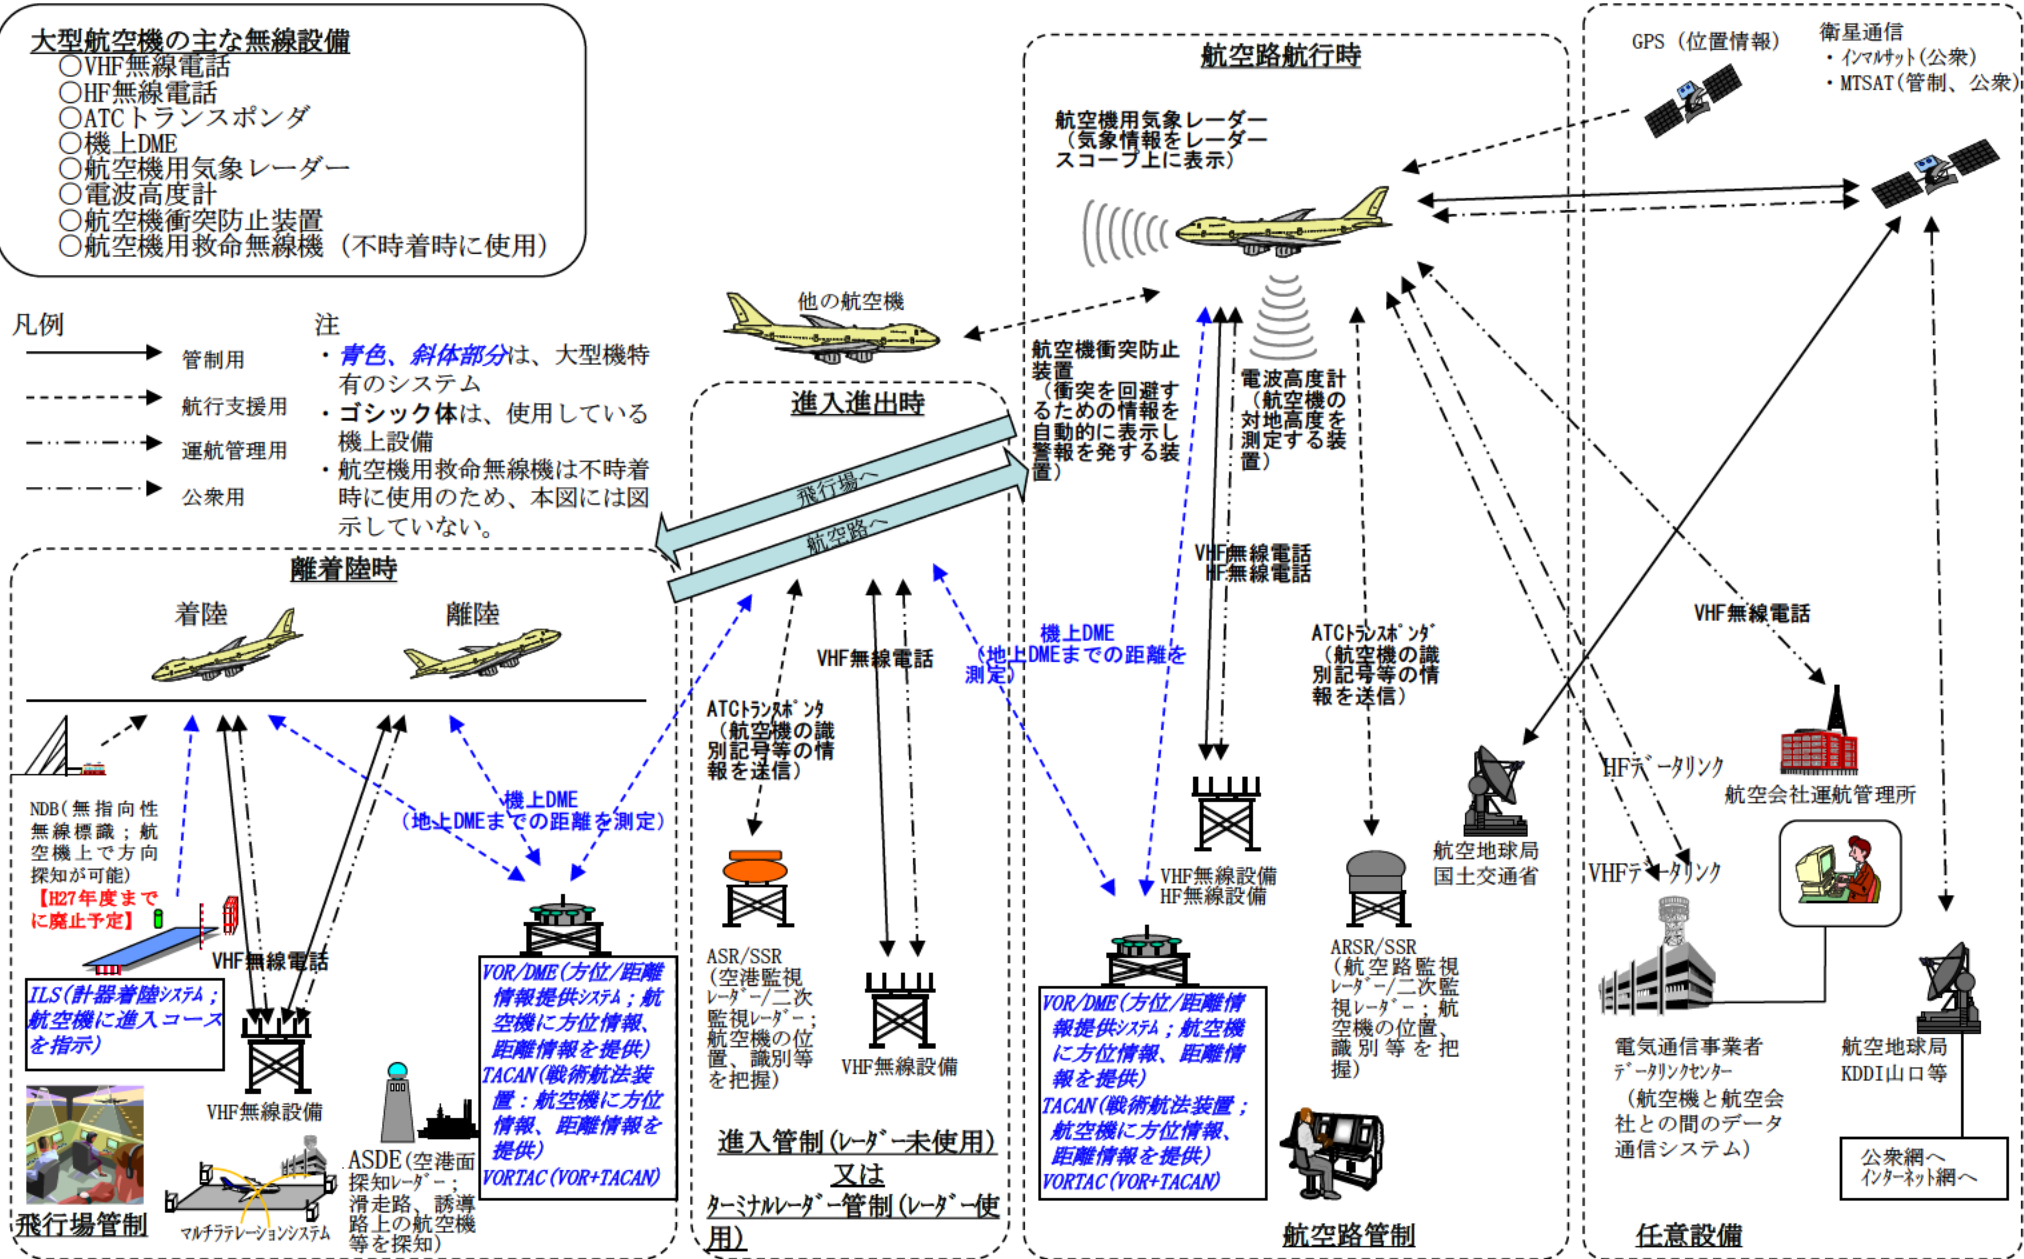 大型航空機の主な無線設備
○VHF無線電話
○HF無線電話
○ATCトランスポンダ
○機上DME
○航空機用気象レーダー
○電波高度計
○航空機衝突防止装置
○航空機用救命無線機（不時着時に使用）
凡例
管制用
航行支援用
運航管理用
公衆用
注
・青色、斜体部分は、大型機特
有のシステム
・ゴシック体は、使用している
機上設備
・航空機用救命無線機は不時着
時に使用のため、本図には図
示していない。
離着陸時
着陸
離陸
NDB(無指向性
無線標識；航
空機上で方向
探知が可能)
【H27年度まで
に廃止予定】
VHF無線電話
機上DME
（地上DMEまでの距離を測定）
ILS(計器着陸システム；
航空機に進入コース
を指示)
VHF無線設備
飛行場管制
マルチラテレーションシステム
ASDE(空港面
探知レーダー；
滑走路、誘導
路上の航空機
等を探知)
VOR/DME(方位/距離
情報提供システム；航
空機に方位情報、
距離情報を提供)
TACAN(戦術航法装
置：航空機に方位
情報、距離情報を
提供)
VORTAC(VOR+TACAN)
他の航空機
進入進出時
飛行場へ
航空路へ
VHF無線電話
ATCトランスポンダ
（航空機の識
別記号等の情
報を送信）
機上DME
（地上DMEまでの距離を
測定）
ASR/SSR
(空港監視
レーダー/二次
監視レーダー；
航空機の位
置、識別等
を把握)
VHF無線設備
進入管制(レーダー未使用)
又は
ターミナルレーダー管制(レーダー使
用)
航空路航行時
航空機用気象レーダー
（気象情報をレーダー
スコープ上に表示）
航空機衝突防止
装置
（衝突を回避す
るための情報を
自動的に表示し
警報を発する装
置）
電波高度計
（航空機の
対地高度を
測定する装
置）
VHF無線電話
HF無線電話
ATCトランスポンダ
（航空機の識
別記号等の情
報を送信）
VHF無線設備
HF無線設備
航空地球局
国土交通省
VOR/DME(方位/距離情
報提供システム；航空機
に方位情報、距離情
報を提供)
TACAN(戦術航法装置；
航空機に方位情報、
距離情報を提供)
VORTAC(VOR+TACAN)
ARSR/SSR
(航空路監視
レーダー/二次監
視レーダー；航
空機の位置、
識別等を把
握)
航空路管制
GPS（位置情報）
衛星通信
・インマルサット(公衆)
・MTSAT(管制、公衆)
VHF無線電話
HFデータリンク
航空会社運航管理所
VHFデータリンク
電気通信事業者
データリンクセンター
（航空機と航空会
社との間のデータ
通信システム）
航空地球局
KDDI山口等
公衆網へ
インターネット網へ
任意設備